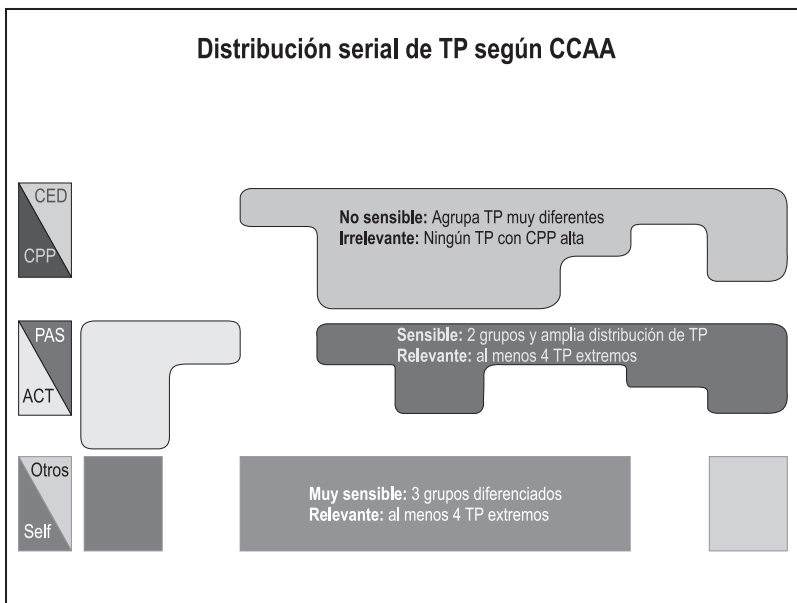 Distribución serial de TP según CCAA
CED
CPP
No sensible: Agrupa TP muy diferentes
Irrelevante: Ningún TP con CPP alta
PAS
ACT
Sensible: 2 grupos y amplia distribución de TP
Relevante: al menos 4 TP extremos
Otros
Self
Muy sensible: 3 grupos diferenciados
Relevante: al menos 4 TP extremos